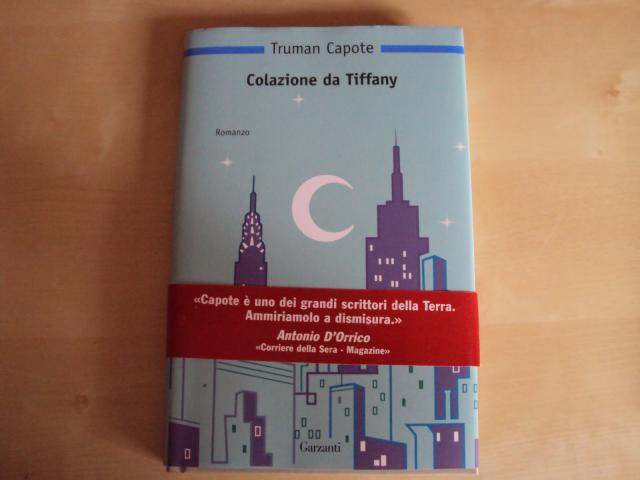 Truman Capote
Colazione da Tiffany
Romanzo
«Capote è uno dei grandi scrittori della Terra.
Ammiriamolo a dismisura.»
Antonio D'Orrico
«Corriere della Sera - Magazine»
Garzanti